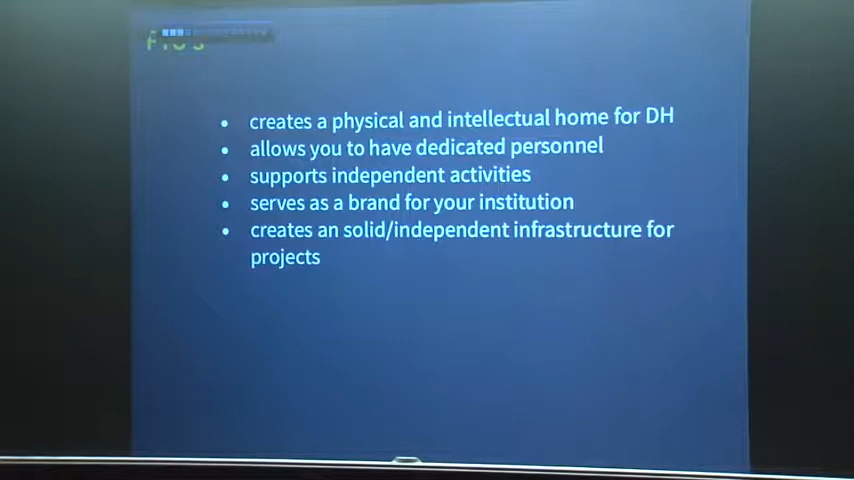 • creates a physical and intellectual home for DH
• allows you to have dedicated personnel
• supports independent activities
• serves as a brand for your institution
• creates an solid/independent infrastructure for
projects